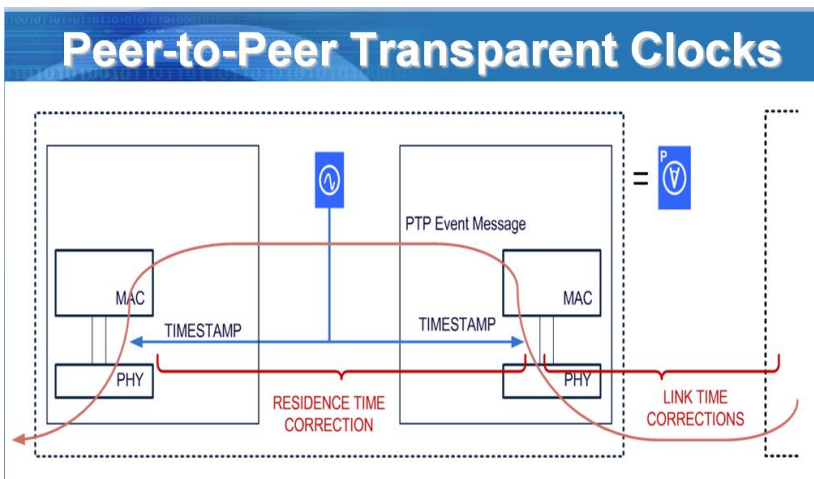 Peer-to-Peer Transparent Clocks
P
=
PTP Event Message
MAC
MAC
TIMESTAMP
TIMESTAMP
PHY
PHY
RESIDENCE TIME
CORRECTION
LINK TIME
CORRECTIONS